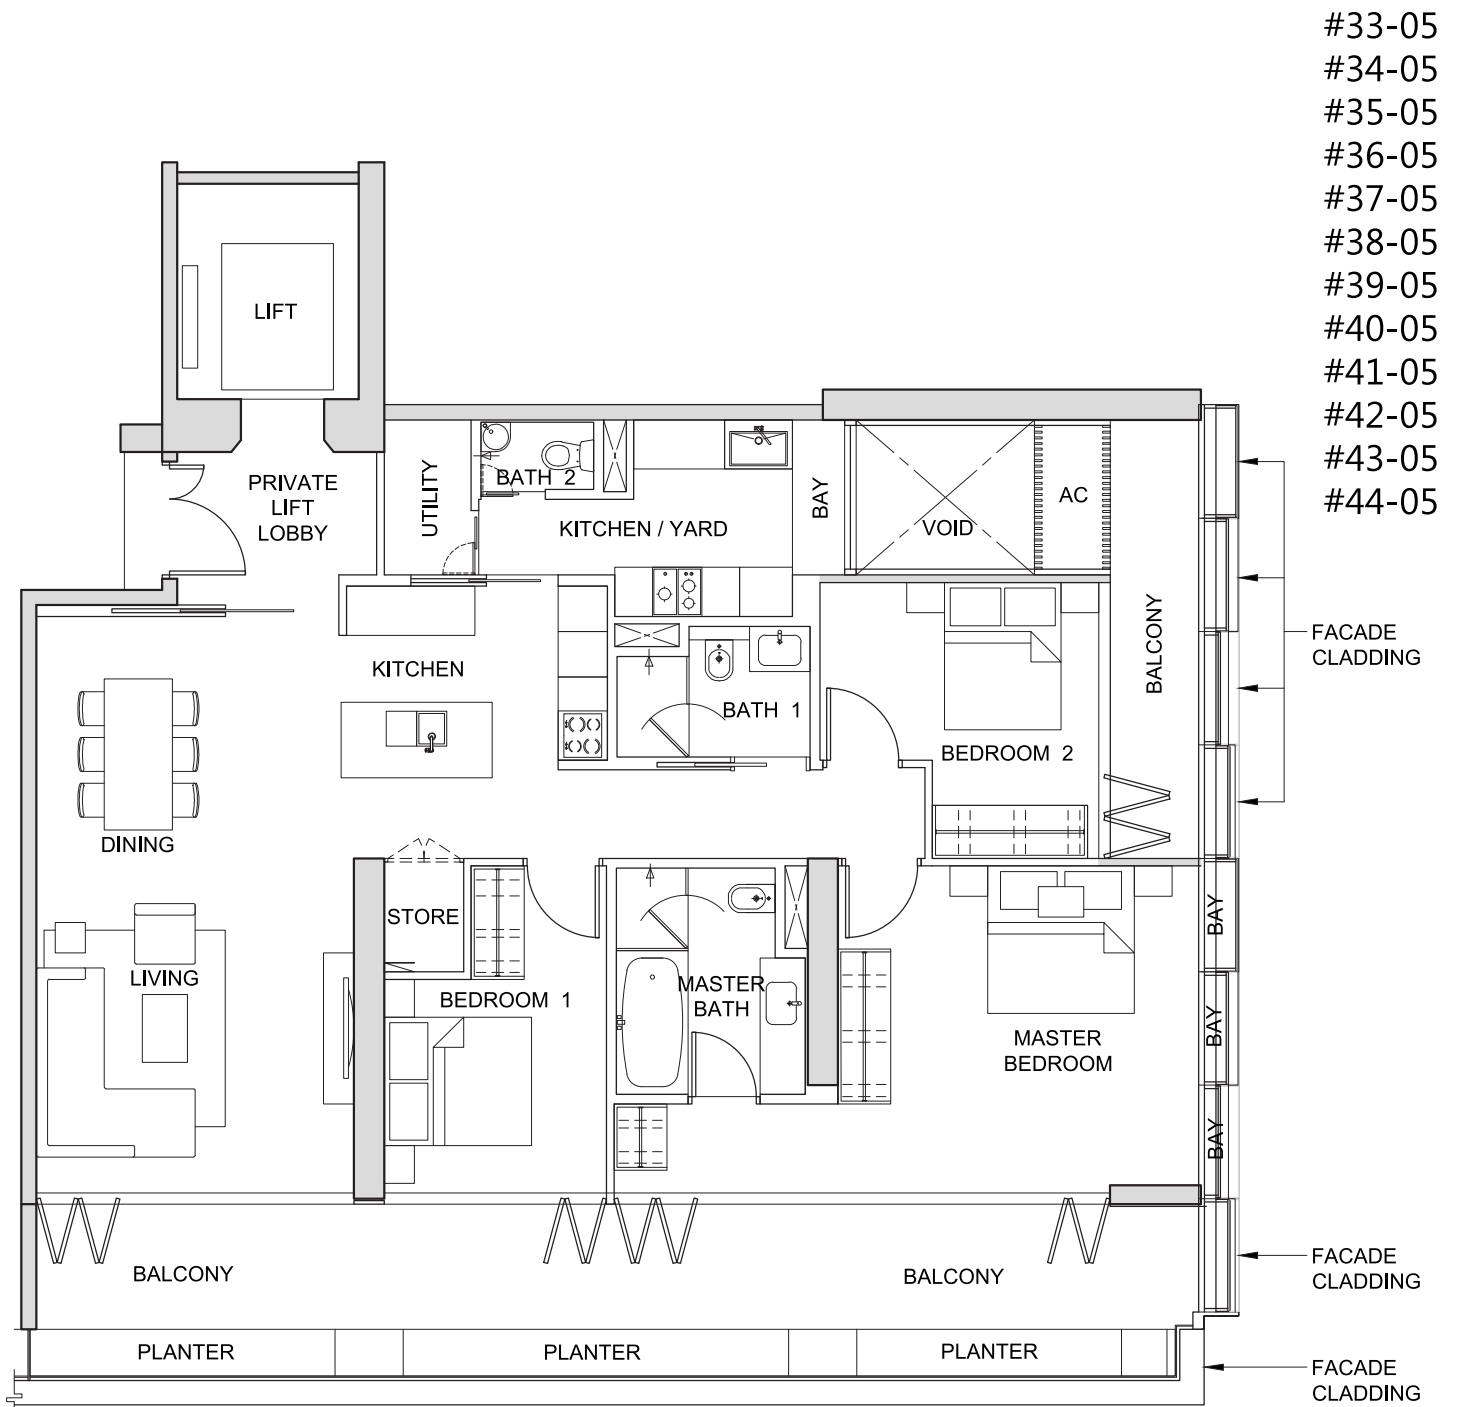 #33-05
#34-05
#35-05
#36-05
#37-05
#38-05
#39-05
#40-05
#41-05
#42-05
#43-05
#44-05
LIFT
PRIVATE
LIFT
LOBBY
UTILITY
BATH 2
KITCHEN / YARD
BAY
VOID
AC
BALCONY
FACADE
CLADDING
KITCHEN
BATH 1
BEDROOM 2
DINING
STORE
LIVING
BEDROOM 1
MASTER
BATH
MASTER
BEDROOM
BAY
BAY
BAY
BALCONY
BALCONY
FACADE
CLADDING
PLANTER
PLANTER
PLANTER
FACADE
CLADDING